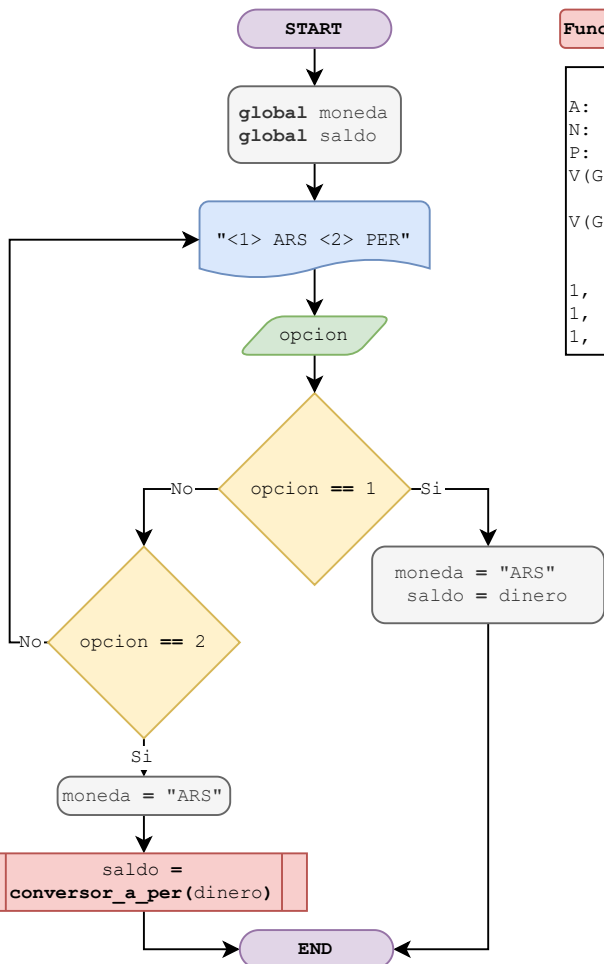 START
global moneda
global saldo
"<1> ARS <2> PER"
opcion
opcion == 1
No
Si
moneda = "ARS"
saldo = dinero
opcion == 2
No
Si
moneda = "ARS"
saldo =
conversor_a_per(dinero)
END
A:
N:
P:
V(G
V(G
1,
1,
1,